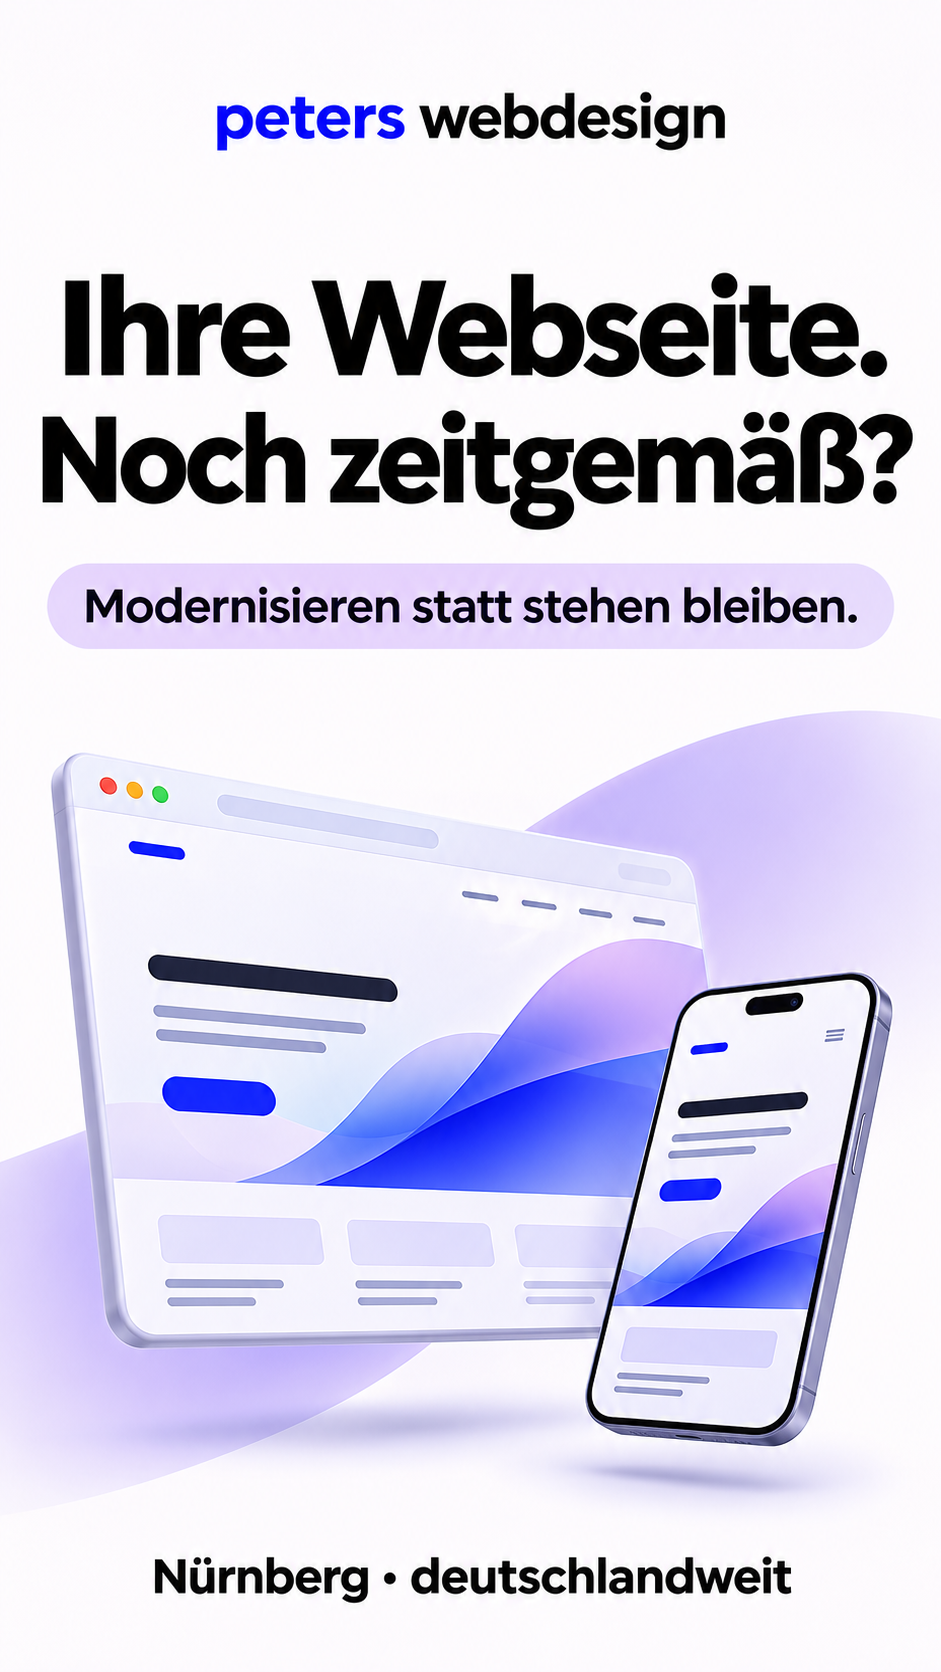 peters webdesign
Ihre Webseite.
Noch zeitgemäß?
Modernisieren statt stehen bleiben.
Nürnberg • deutschlandweit